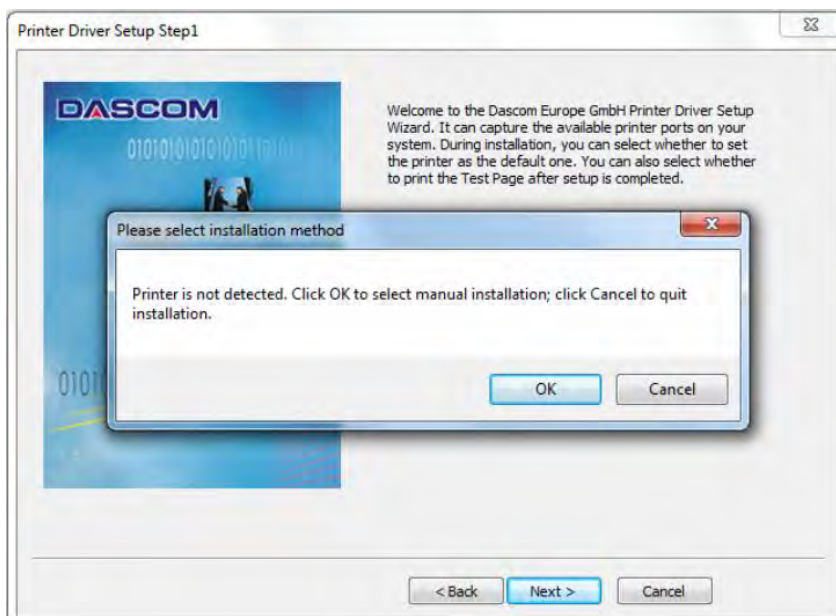 Printer Driver Setup Step1
DASCOM
Welcome to the Dascom Europe GmbH Printer Driver Setup
Wizard. It can capture the available printer ports on your
system. During installation, you can select whether to set
the printer as the default one. You can also select whether
to print the Test Page after setup is completed.
Please select installation method
Printer is not detected. Click OK to select manual installation; click Cancel to quit
installation.
OK
Cancel
< Back
Next >
Cancel